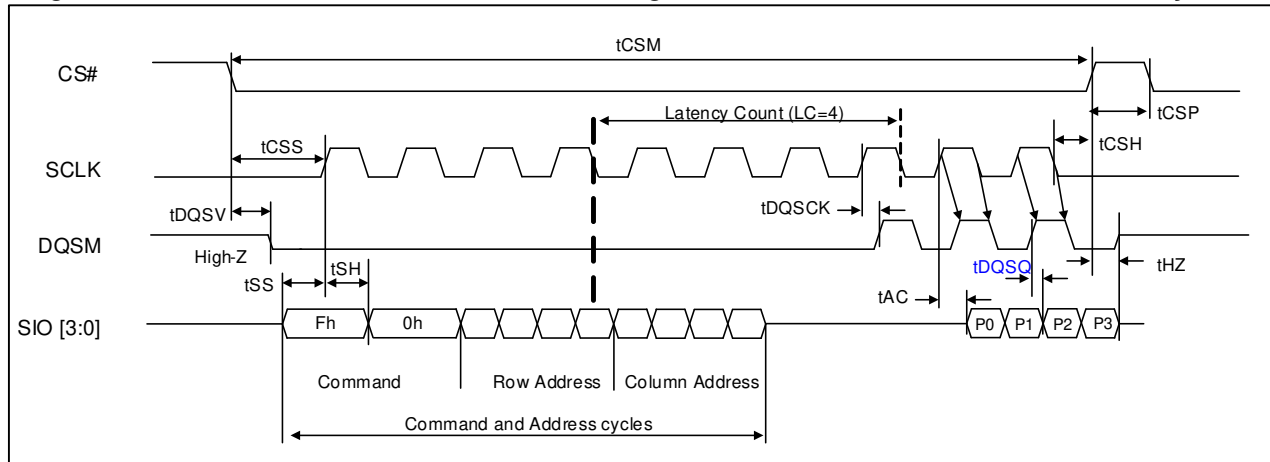 tCSM
CS#
Latency Count (LC=4)
tCSP
tCSS
tCSH
SCLK
tDQSCK
tDQSV
DQSM
High-Z
tSS
tSH
tDQSQ
tHZ
tAC
SIO [3:0]
Fh
0h
P0
P1
P2
P3
Command
Row Address
Column Address
Command and Address cycles